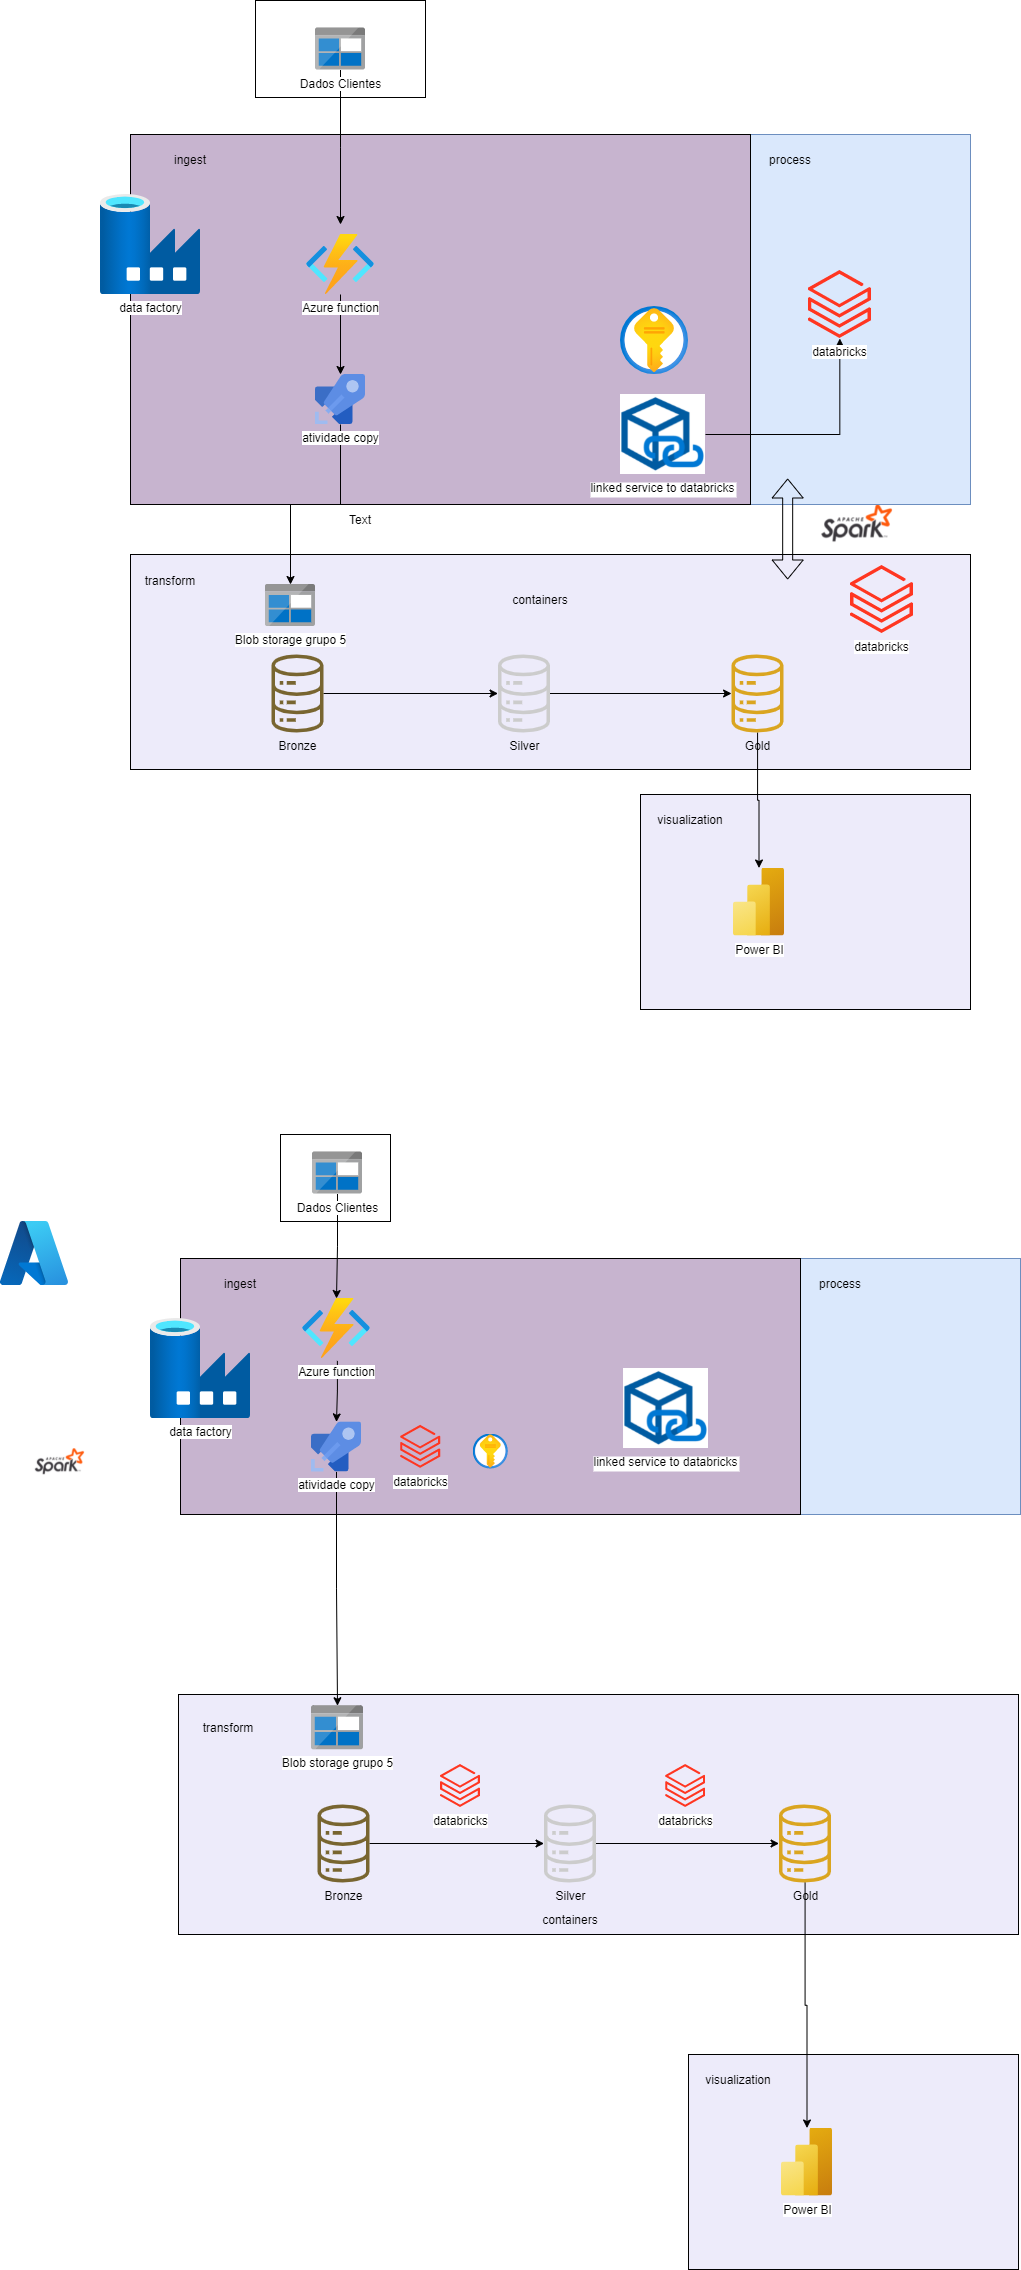 Dados Clientes
ingest
process
data factory
Azure function
databricks
atividade copy
linked service to databricks
Text
APACHE
Spark
transform
containers
Blob storage grupo 5
databricks
Bronze
Silver
Gold
visualization
Power BI
Dados Clientes
ingest
process
Azure function
data factory
APACHE
Spark
atividade copy
databricks
linked service to databricks
transform
Blob storage grupo 5
databricks
databricks
Bronze
Silver
Gold
containers
visualization
Power BI